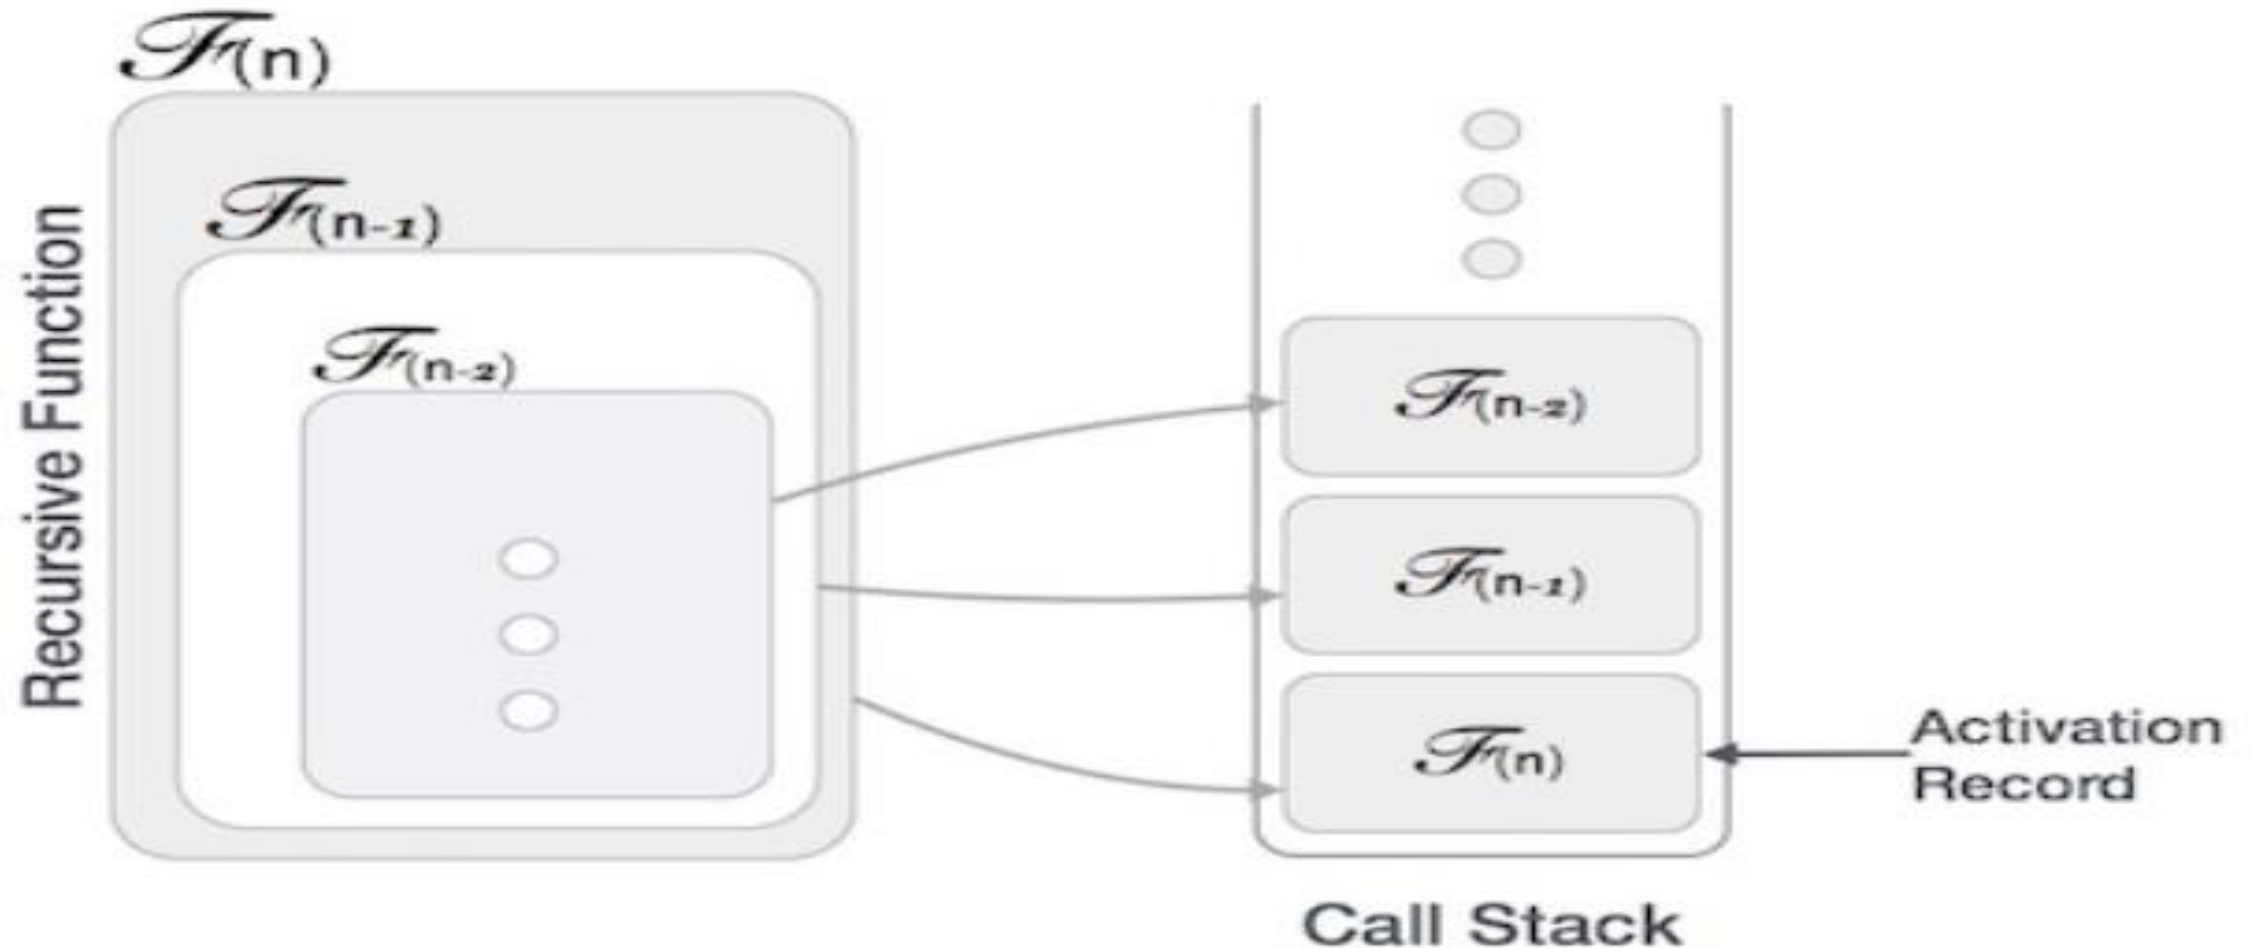 ℱ(n)
ℱ(n-1)
ℱ(n-2)
Recursive Function
ℱ(n-2)
ℱ(n-1)
ℱ(n)
Activation
Record
Call Stack